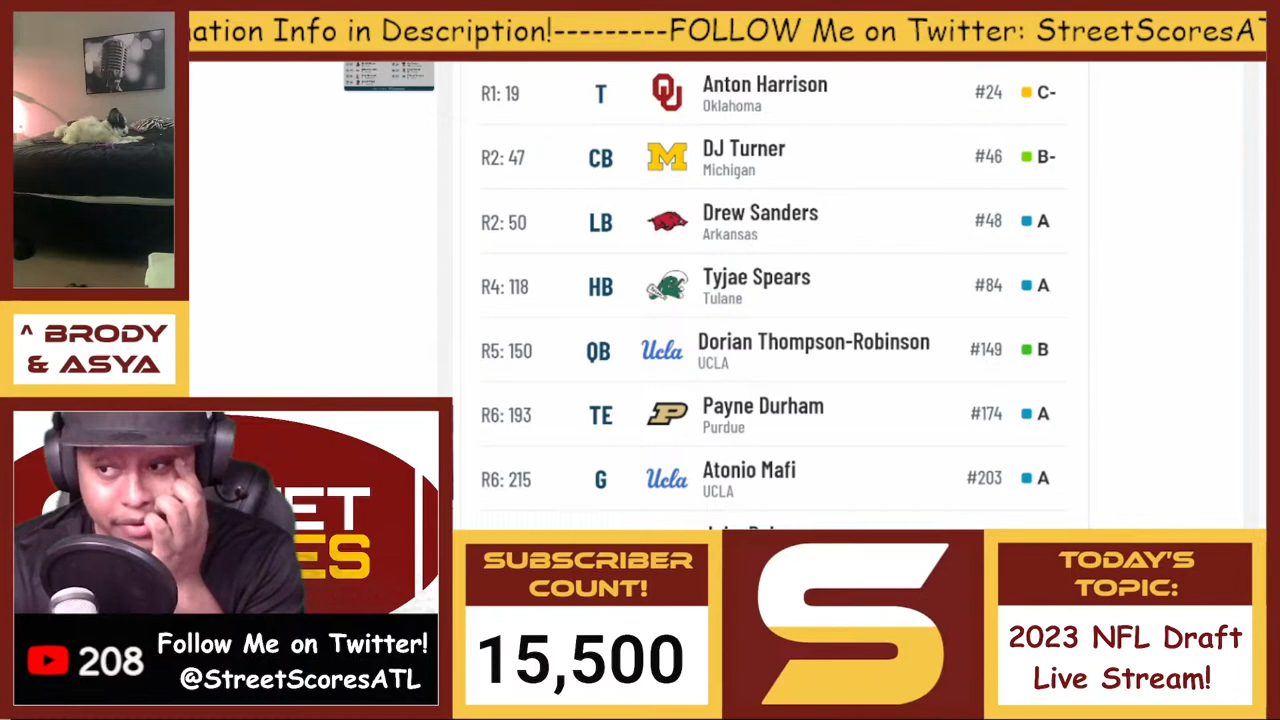 ation Info in Description!---------FOLLOW Me on Twitter: StreetScoresA
R1: 19 T OU Anton Harrison #24 C-
Oklahoma
R2: 47 CB M DJ Turner #46 B-
Michigan
R2: 50 LB Drew Sanders #48 A
Arkansas
R4: 118 HB Tyjae Spears #84 A
Tulane
R5: 150 QB Ucla Dorian Thompson-Robinson #149 B
UCLA
R6: 193 TE P Payne Durham #174 A
Purdue
R6: 215 G Ucla Atonio Mafi #203 A
UCLA
^ BRODY
& ASYA
ET
ES
208
Follow Me on Twitter!
@StreetScoresATL
SUBSCRIBER
COUNT!
15,500
S
TODAY'S
TOPIC:
2023 NFL Draft
Live Stream!